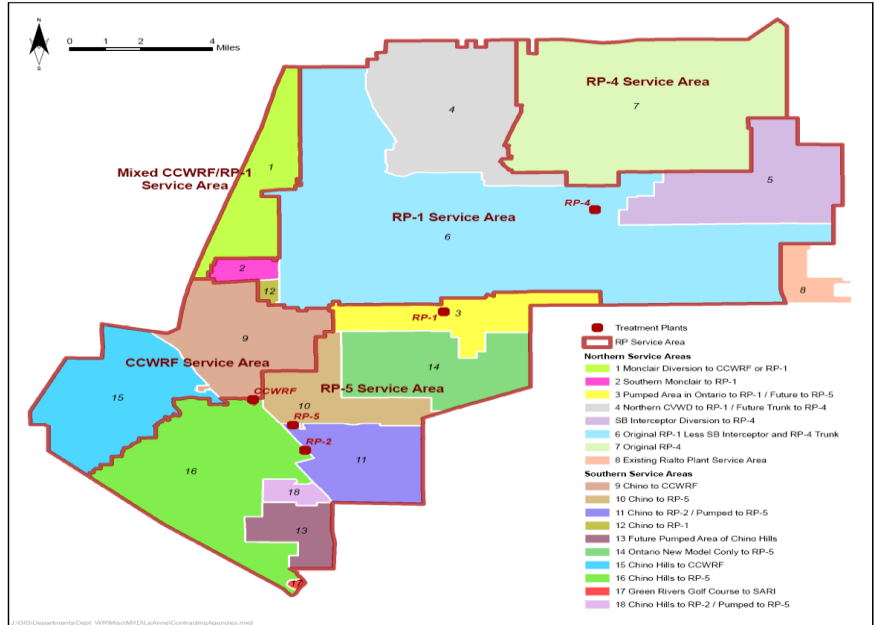 N
S
0 1 2 4
Miles
RP-4 Service Area
4
7
Mixed CCWRF/RP-1
Service Area
1
5
RP-4
RP-1 Service Area
6
2
12
8
RP-1
3
9
CCWRF Service Area
14
RP-5 Service Area
15
CCWRF
10
RP-5
RP-2
11
16
18
13
17
Treatment Plants
RP Service Area
Northern Service Areas
1 Monclair Diversion to CCWRF or RP-1
2 Southern Monclair to RP-1
3 Pumped Area in Ontario to RP-1 / Future to RP-5
4 Northern CVWD to RP-1 / Future Trunk to RP-4
SB Interceptor Diversion to RP-4
6 Original RP-1 Less SB Interceptor and RP-4 Trunk
7 Original RP-4
8 Existing Rialto Plant Service Area
Southern Service Areas
9 Chino to CCWRF
10 Chino to RP-5
11 Chino to RP-2 / Pumped to RP-5
12 Chino to RP-1
13 Future Pumped Area of Chino Hills
14 Ontario New Model Conly to RP-5
15 Chino Hills to CCWRF
16 Chino Hills to RP-5
17 Green Rivers Golf Course to SARI
18 Chino Hills to RP-2 / Pumped to RP-5
J:\GIS\Departments\Dept_WR\Misc\MXD\LeAnne\ContractingAgencies.mxd